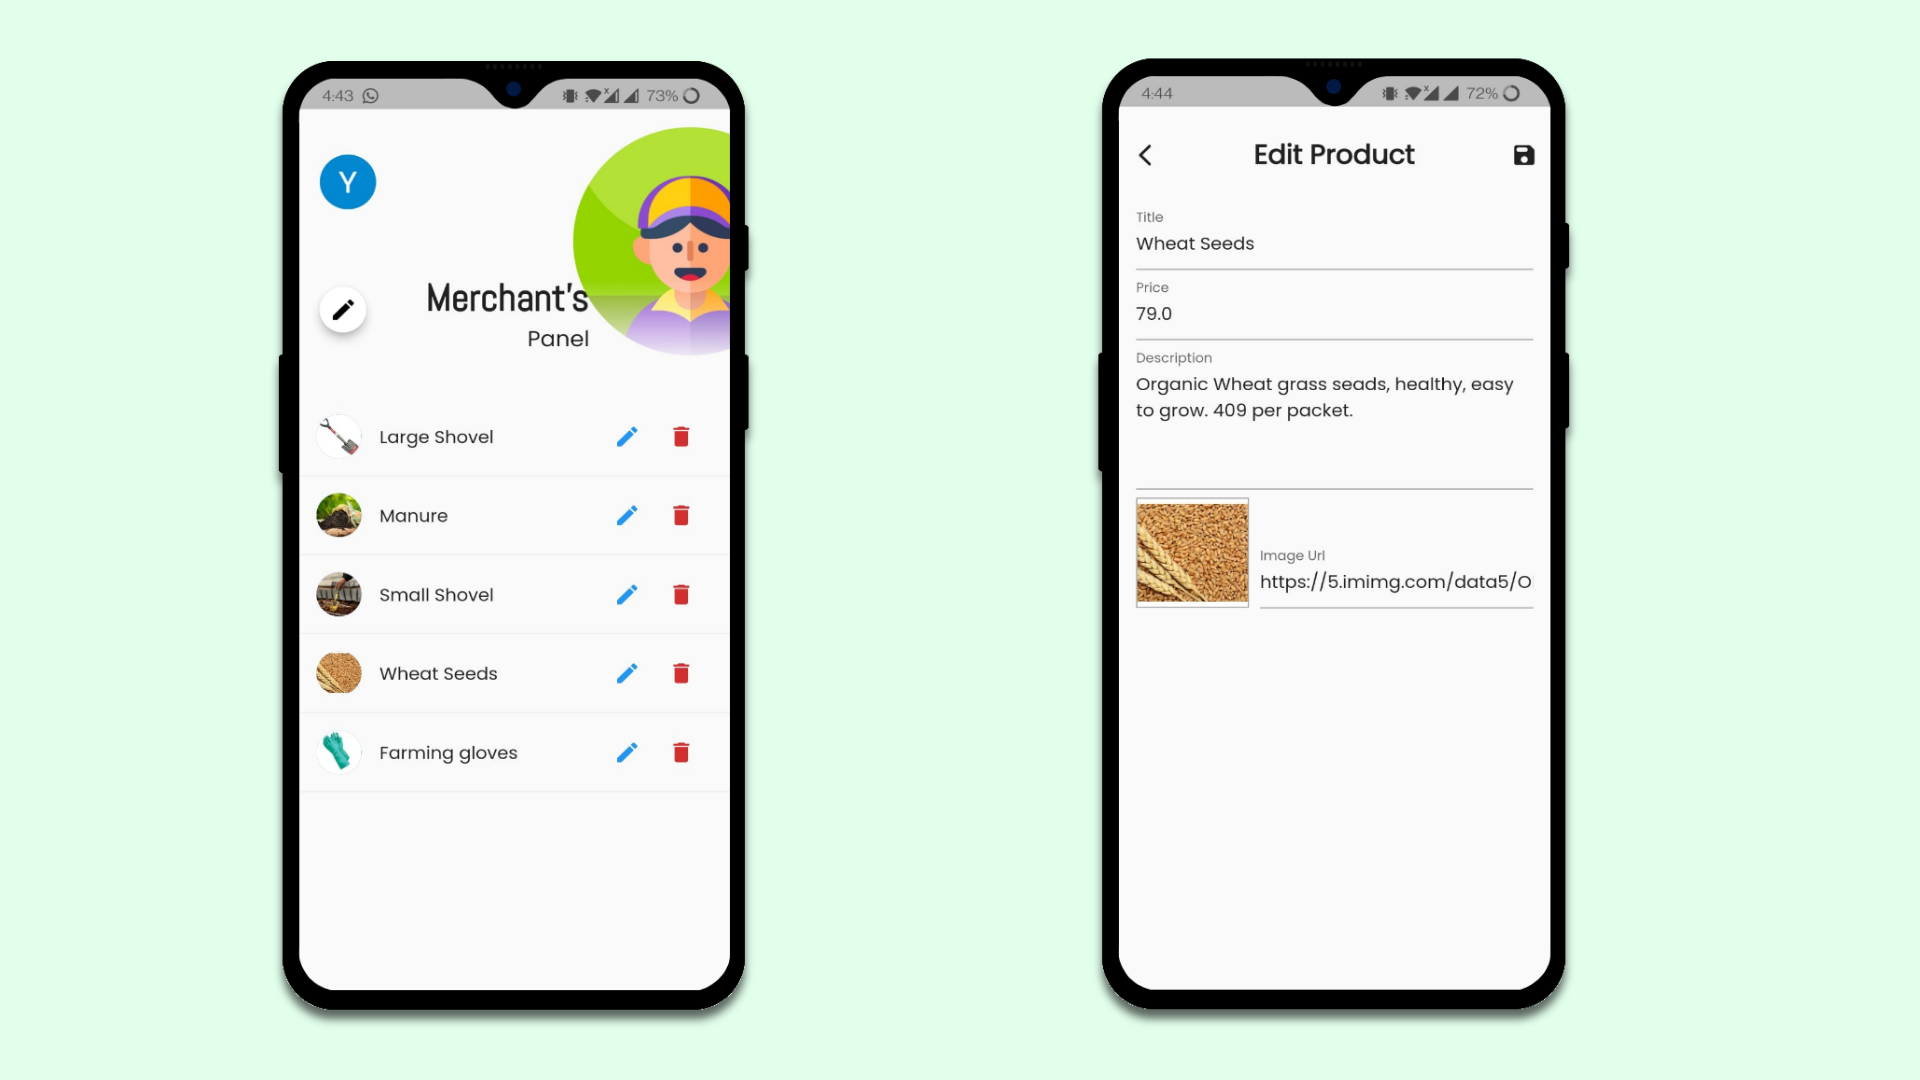 4:43
73%
Y
Merchant's
Panel
Large Shovel
Manure
Small Shovel
Wheat Seeds
Farming gloves
4:44
72%
Edit Product
Title
Wheat Seeds
Price
79.0
Description
Organic Wheat grass seads, healthy, easy
to grow. 409 per packet.
Image Url
https://5.imimg.com/data5/O